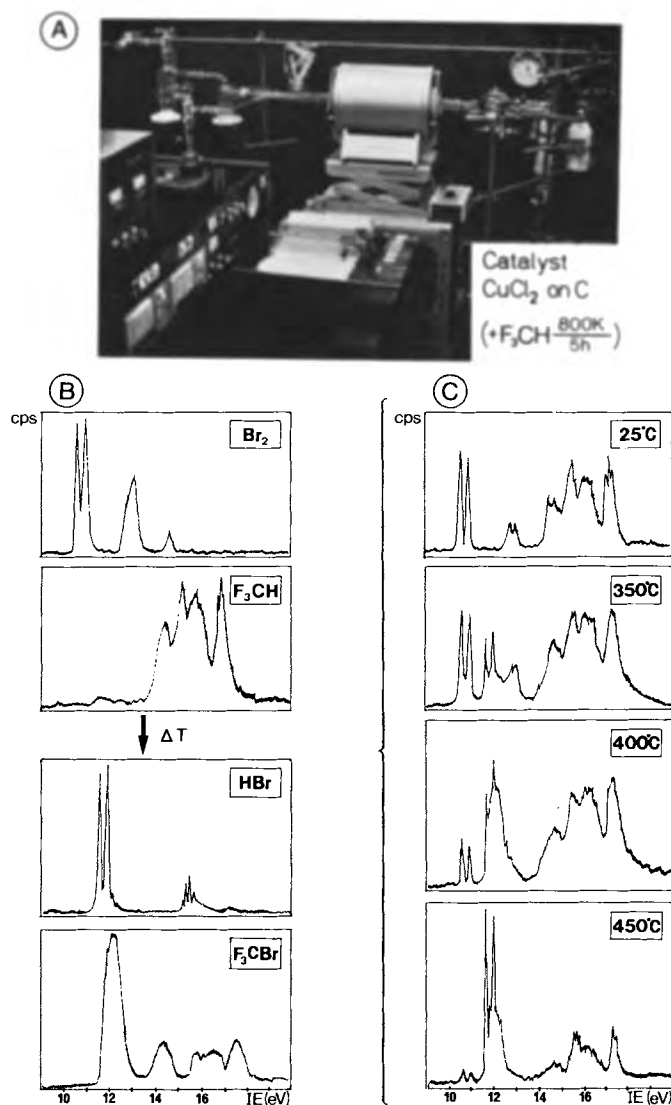 A
Catalyst
CuCl₂ on C
(+F₃CH 800K/5h)
B
cps
Br₂
F₃CH
ΔT
HBr
F₃CBr
10 12 14 16 IE(eV)
C
cps
25°C
350°C
400°C
450°C
10 12 14 16 IE(eV)